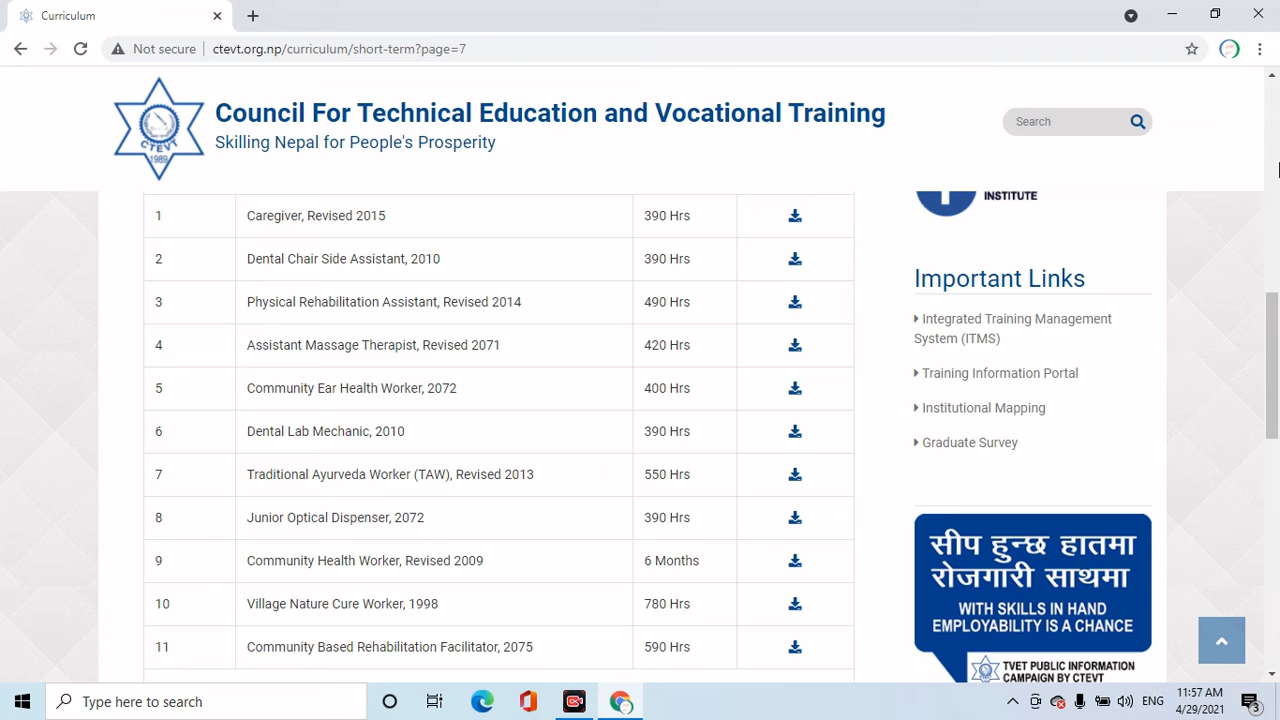 Curriculum
Not secure
ctevt.org.np/curriculum/short-term?page=7
Council For Technical Education and Vocational Training
Skilling Nepal for People's Prosperity
Search
CTEVT
1989
1 Caregiver, Revised 2015 390 Hrs
2 Dental Chair Side Assistant, 2010 390 Hrs
3 Physical Rehabilitation Assistant, Revised 2014 490 Hrs
4 Assistant Massage Therapist, Revised 2071 420 Hrs
5 Community Ear Health Worker, 2072 400 Hrs
6 Dental Lab Mechanic, 2010 390 Hrs
7 Traditional Ayurveda Worker (TAW), Revised 2013 550 Hrs
8 Junior Optical Dispenser, 2072 390 Hrs
9 Community Health Worker, Revised 2009 6 Months
10 Village Nature Cure Worker, 1998 780 Hrs
11 Community Based Rehabilitation Facilitator, 2075 590 Hrs
INSTITUTE
Important Links
Integrated Training Management
System (ITMS)
Training Information Portal
Institutional Mapping
Graduate Survey
सीप हुन्छ हातमा
रोजगारी साथमा
WITH SKILLS IN HAND
EMPLOYABILITY IS A CHANCE
TVET PUBLIC INFORMATION
CAMPAIGN BY CTEVT
Type here to search
ENG
11:57 AM
4/29/2021
3